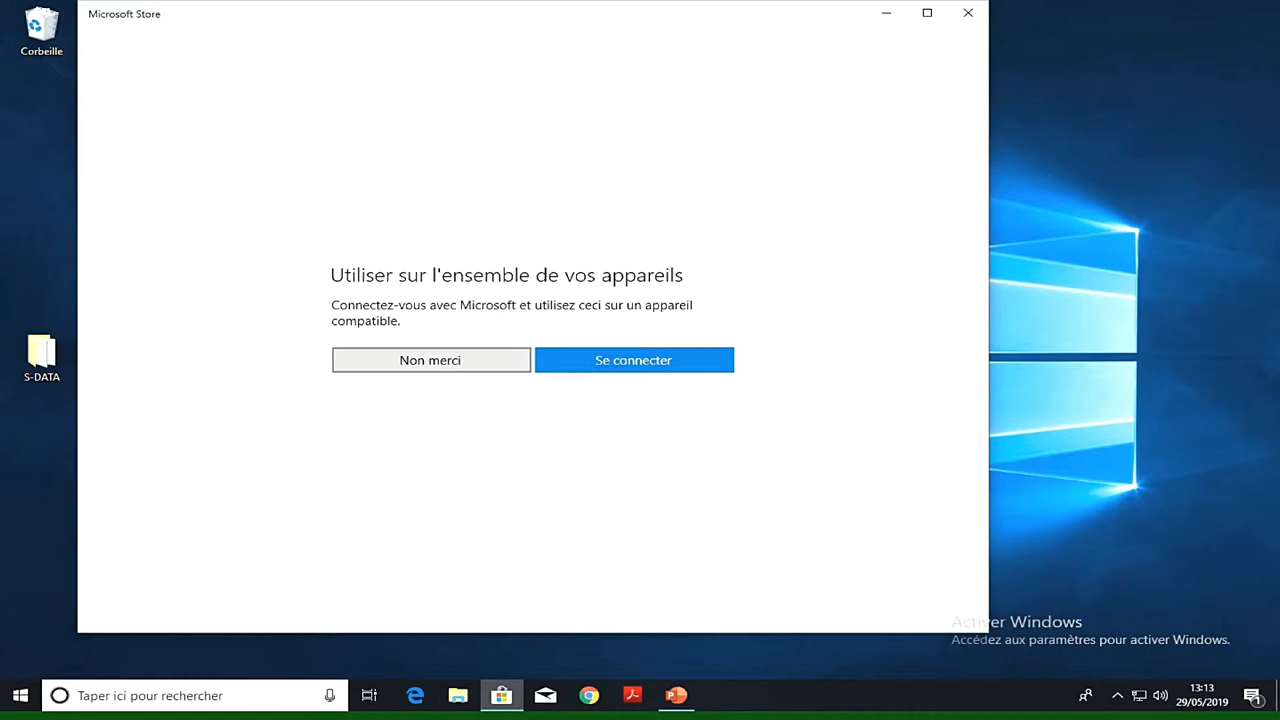 Microsoft Store
Corbeille
Utiliser sur l'ensemble de vos appareils
Connectez-vous avec Microsoft et utilisez ceci sur un appareil
compatible.
Non merci
Se connecter
S-DATA
Activer Windows
Accédez aux paramètres pour activer Windows.
Taper ici pour rechercher
13:13
29/05/2019
1